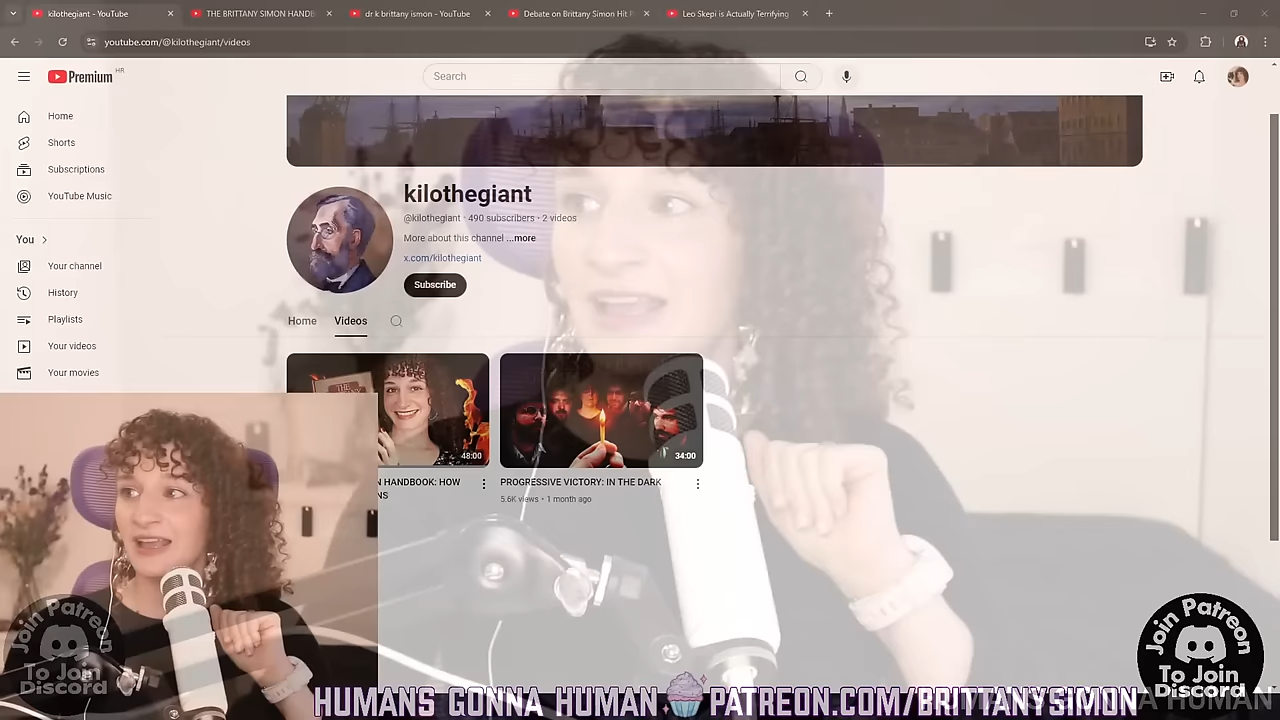 kilothegiant - YouTube
THE BRITTANY SIMON HANDB
dr k brittany ismon - YouTube
Debate on Brittany Simon Hit P
Leo Skepi is Actually Terrifying
youtube.com/@kilothegiant/videos
Premium HR
Search
Home
Shorts
Subscriptions
YouTube Music
You
Your channel
History
Playlists
Your videos
Your movies
kilothegiant
@kilothegiant · 490 subscribers · 2 videos
More about this channel ...more
x.com/kilothegiant
Subscribe
Home Videos
THE
48:00
34:00
N HANDBOOK: HOW
NS
PROGRESSIVE VICTORY: IN THE DARK
5.6K views · 1 month ago
Join Patreon
To Join
Discord
Join Patreon
To Join
Discord
HUMANS GONNA HUMAN PATREON.COM/BRITTANYSIMON
A HUMAN